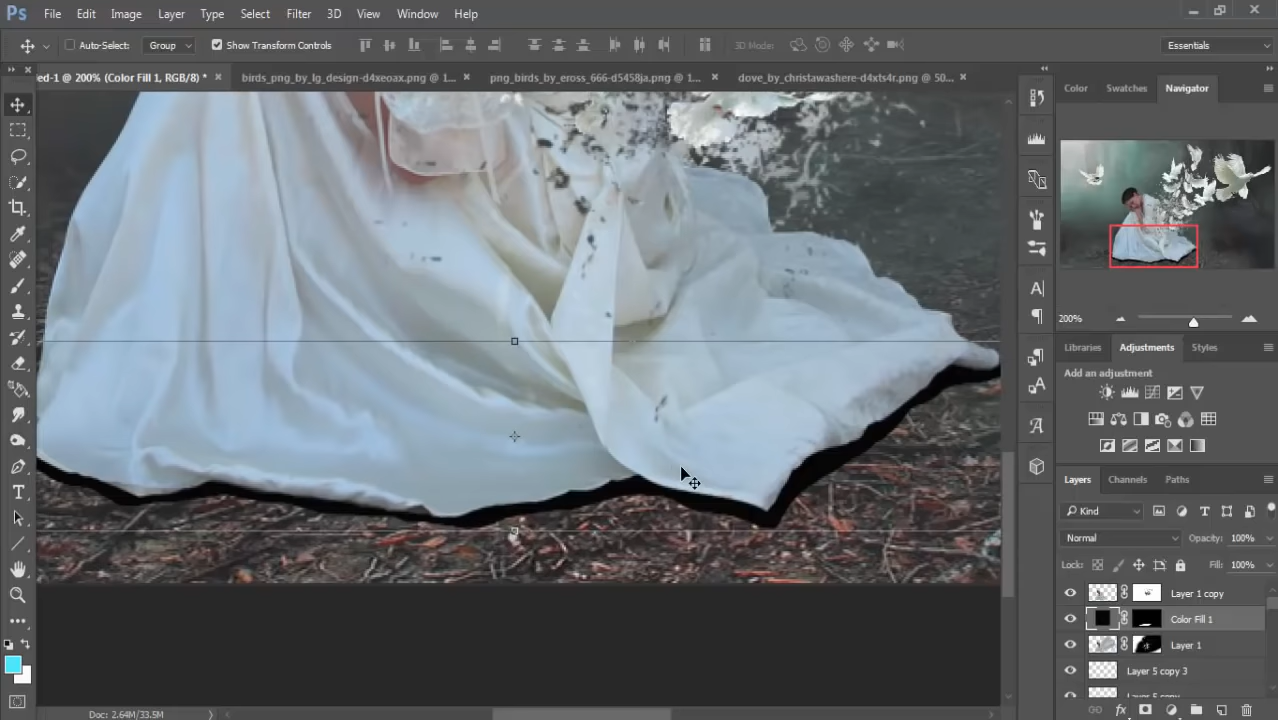 Ps File Edit Image Layer Type Select Filter 3D View Window Help
Auto-Select: Group Show Transform Controls 3D Mode: Essentials
ed-1 @ 200% (Color Fill 1, RGB/8) * birds_png_by_lg_design-d4xeoax.png @ 1... png_birds_by_eross_666-d5458ja.png @ 1... dove_by_christawashere-d4xts4r.png @ 50...
Color Swatches Navigator
200%
Libraries Adjustments Styles
Add an adjustment
Layers Channels Paths
Kind
Normal Opacity: 100%
Lock: Fill: 100%
Layer 1 copy
Color Fill 1
Layer 1
Layer 5 copy 3
Layer 5 copy
Doc: 2.64M/33.5M